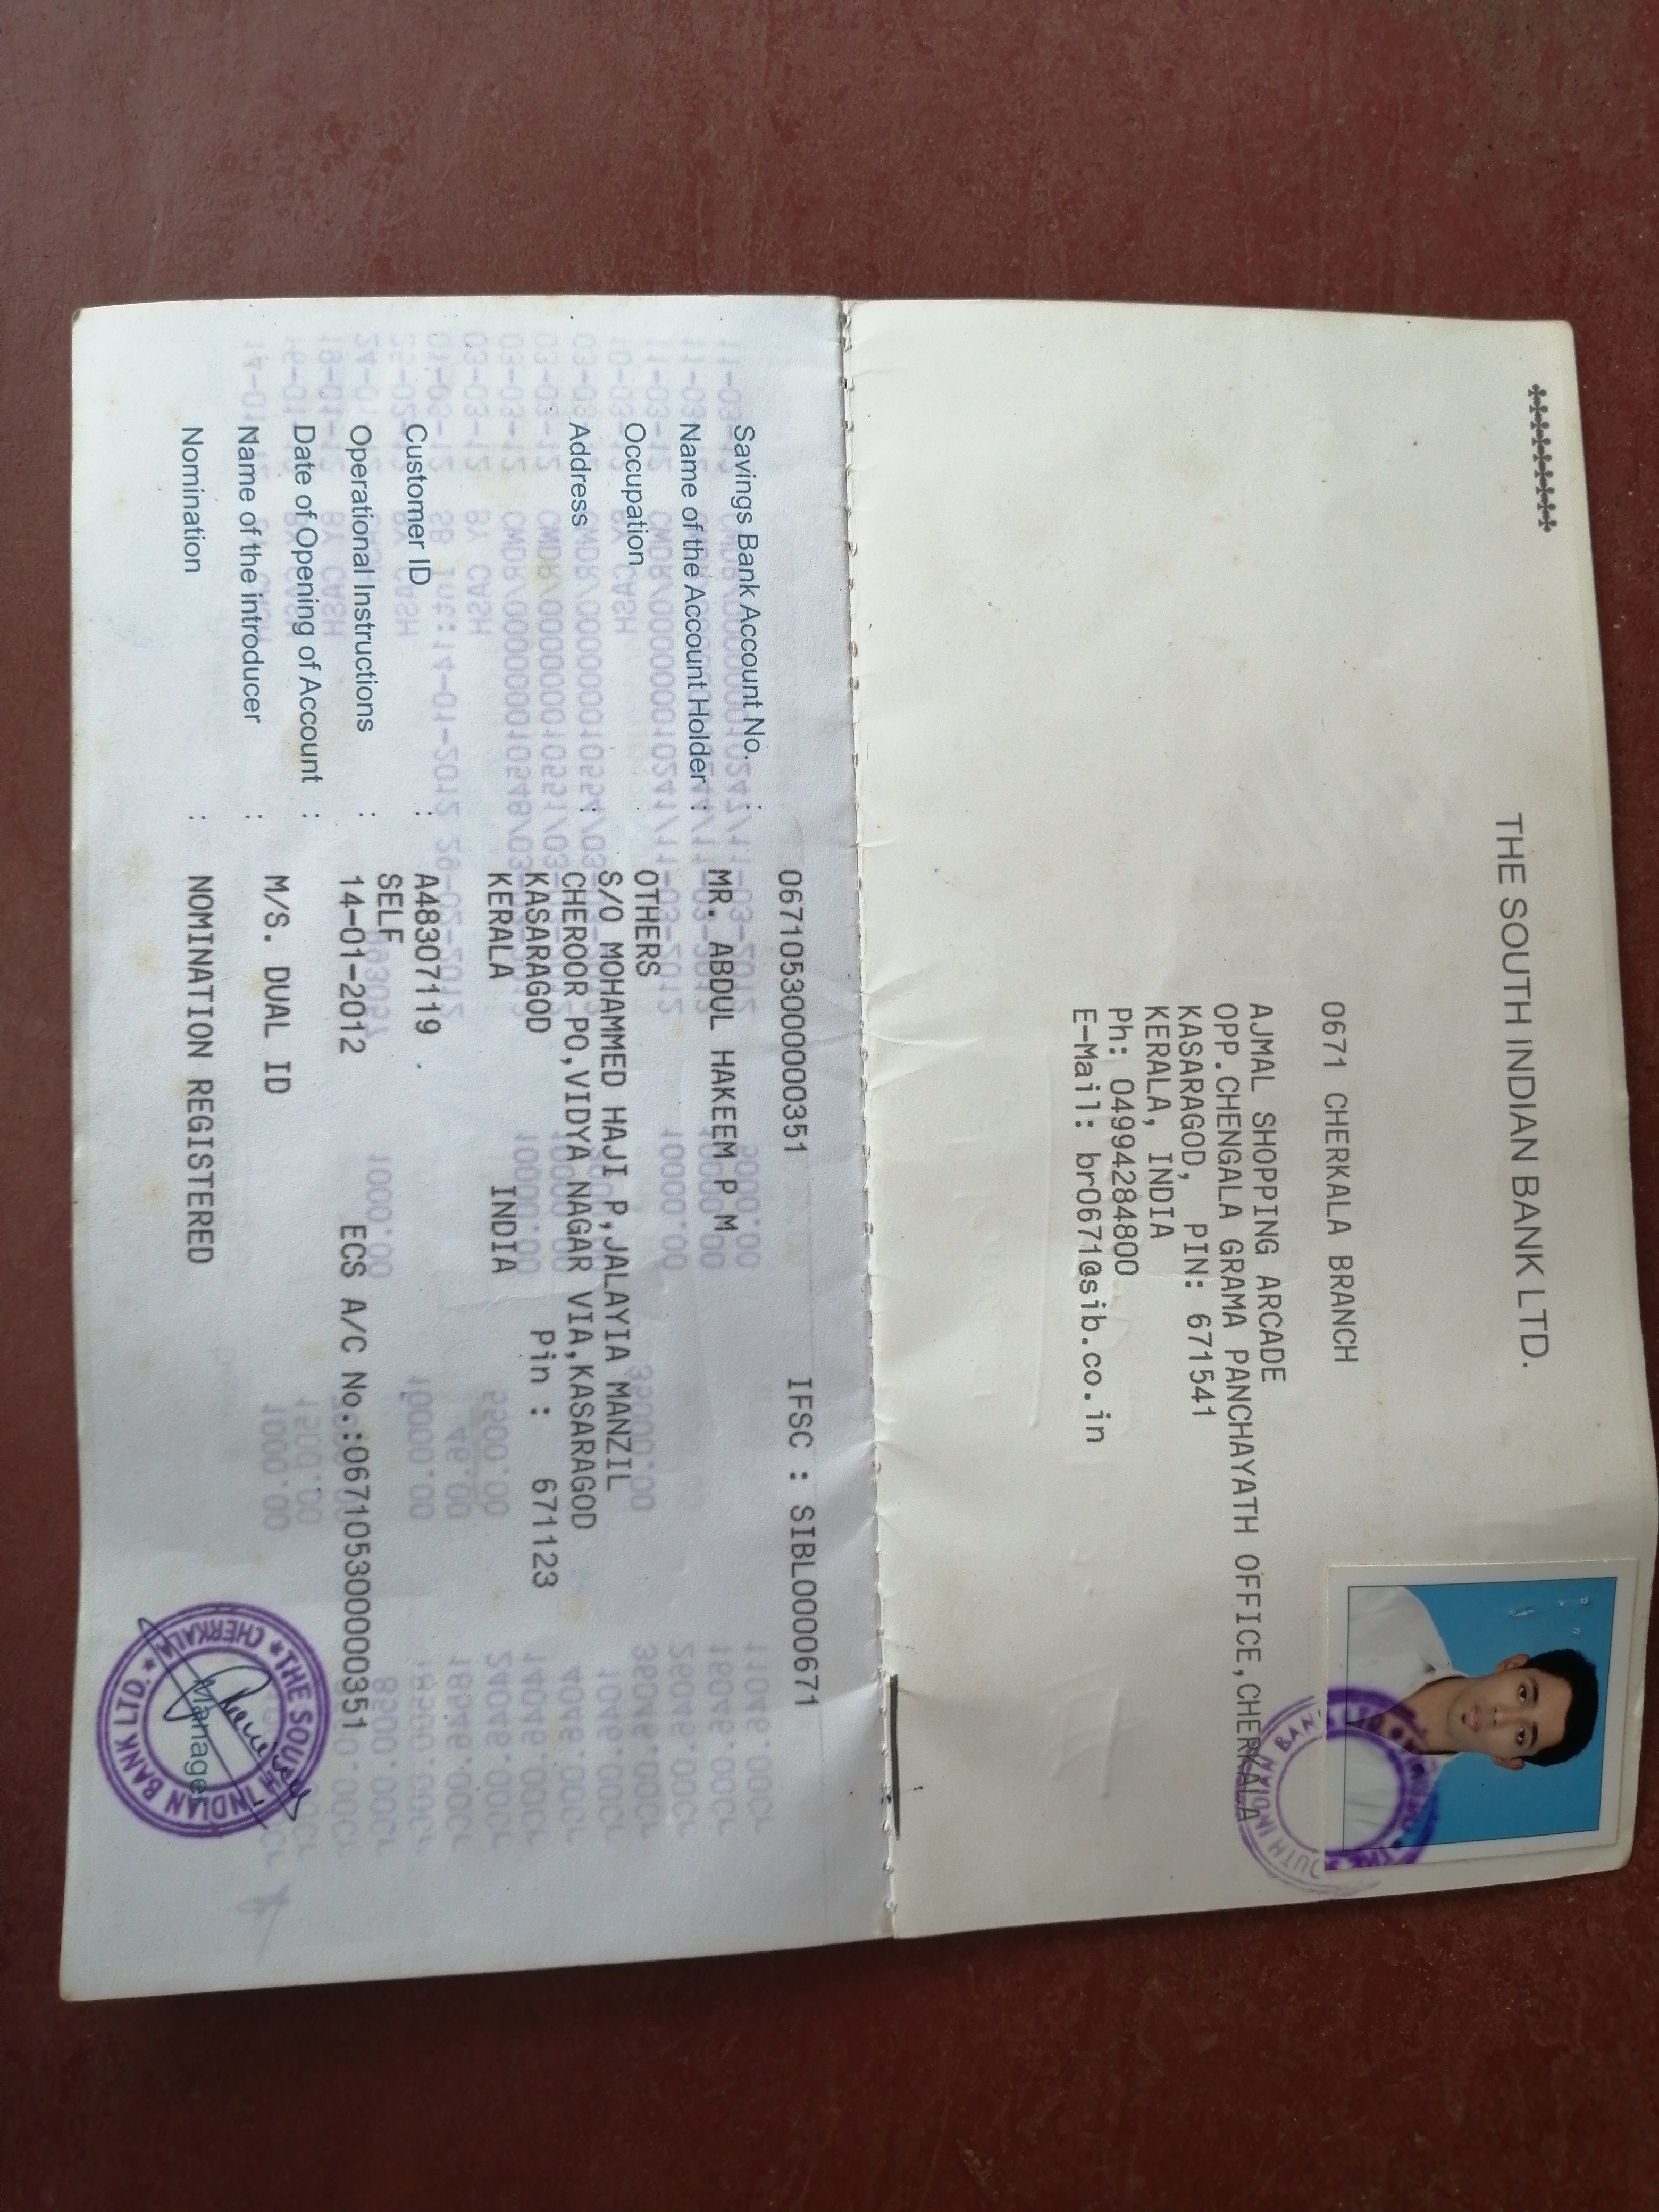 THE SOUTH INDIAN BANK LTD.
0671 CHERKALA BRANCH
AJMAL SHOPPING ARCADE
OPP.CHENGALA GRAMA PANCHAYATH OFFICE,CHERKALA
KASARAGOD, PIN: 671541
KERALA, INDIA
Ph: 04994284800
E-Mail: br0671@sib.co.in
IFSC : SIBL0000671
Savings Bank Account No. : 0671053000000351
Name of the Account Holder : MR. ABDUL HAKEEM P M
Occupation OTHERS
Address : S/O MOHAMMED HAJI P,JALAYIA MANZIL
CHEROOR PO,VIDYA NAGAR VIA,KASARAGOD
KASARAGOD Pin : 671123
KERALA INDIA
Customer ID : A48307119
Operational Instructions : SELF
Date of Opening of Account : 14-01-2012 ECS A/C No.:0671053000000351
Name of the introducer : M/S. DUAL ID
Nomination : NOMINATION REGISTERED
Manager
THE SOUTH INDIAN BANK LTD. * CHERKALA *